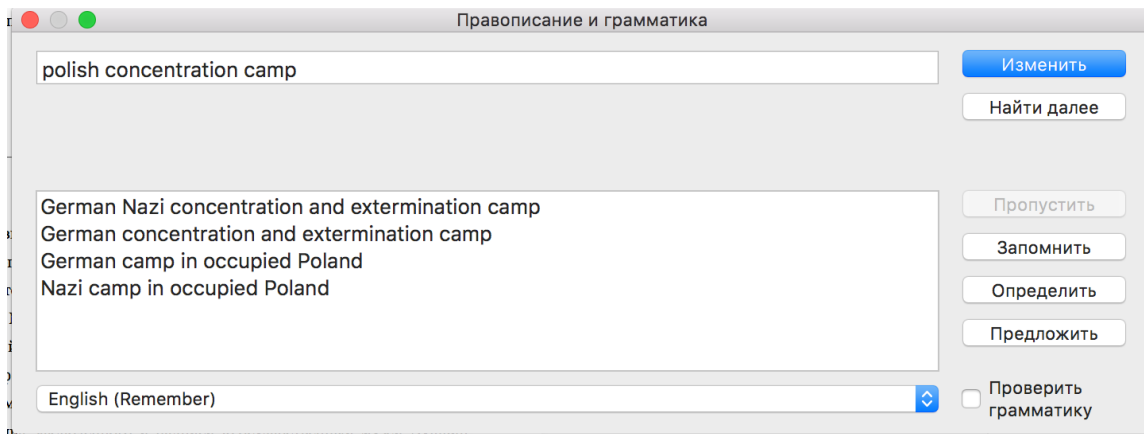 Правописание и грамматика
polish concentration camp
Изменить
Найти далее
German Nazi concentration and extermination camp
German concentration and extermination camp
German camp in occupied Poland
Nazi camp in occupied Poland
Пропустить
Запомнить
Определить
Предложить
English (Remember)
Проверить
грамматику